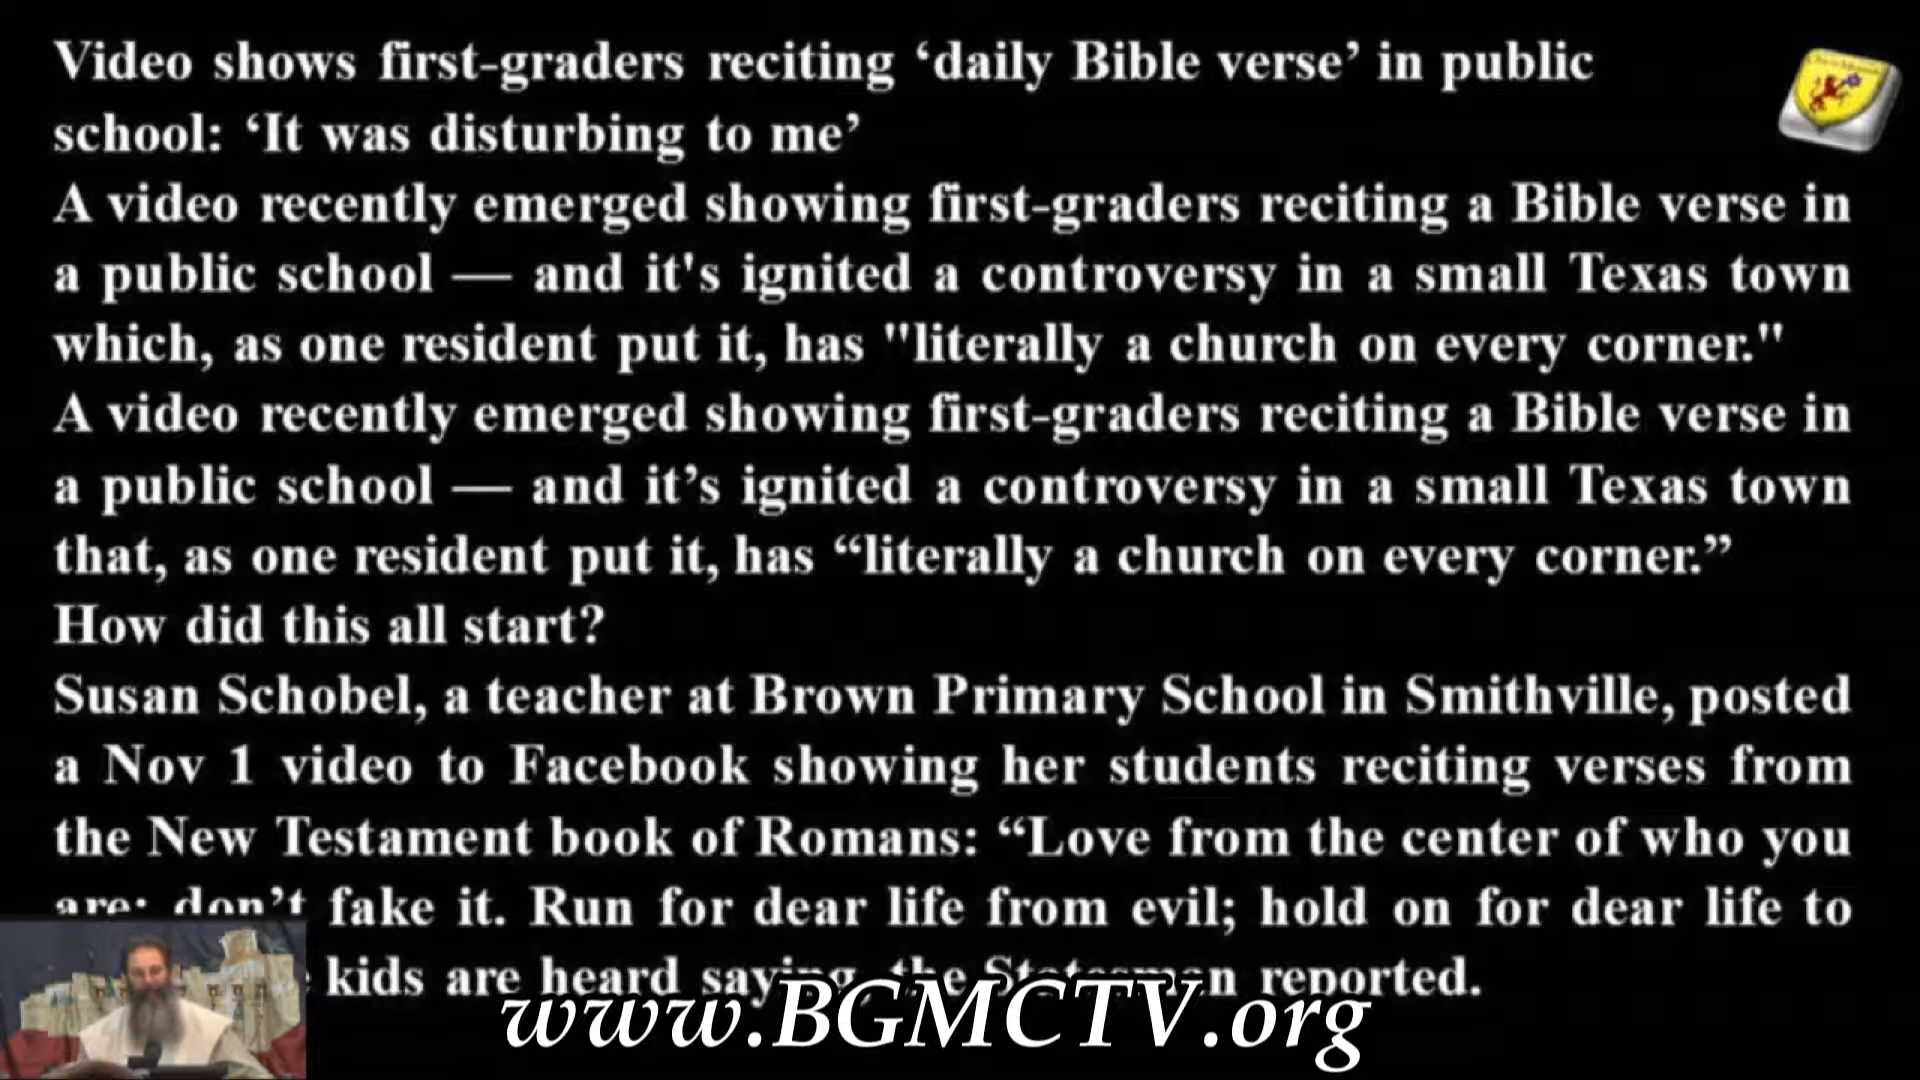 Video shows first-graders reciting ‘daily Bible verse’ in public
school: ‘It was disturbing to me’
A video recently emerged showing first-graders reciting a Bible verse in
a public school — and it's ignited a controversy in a small Texas town
which, as one resident put it, has "literally a church on every corner."
A video recently emerged showing first-graders reciting a Bible verse in
a public school — and it’s ignited a controversy in a small Texas town
that, as one resident put it, has “literally a church on every corner.”
How did this all start?
Susan Schobel, a teacher at Brown Primary School in Smithville, posted
a Nov 1 video to Facebook showing her students reciting verses from
the New Testament book of Romans: “Love from the center of who you
are; don’t fake it. Run for dear life from evil; hold on for dear life to
kids are heard saying, the Statesman reported.
www.BGMCTV.org